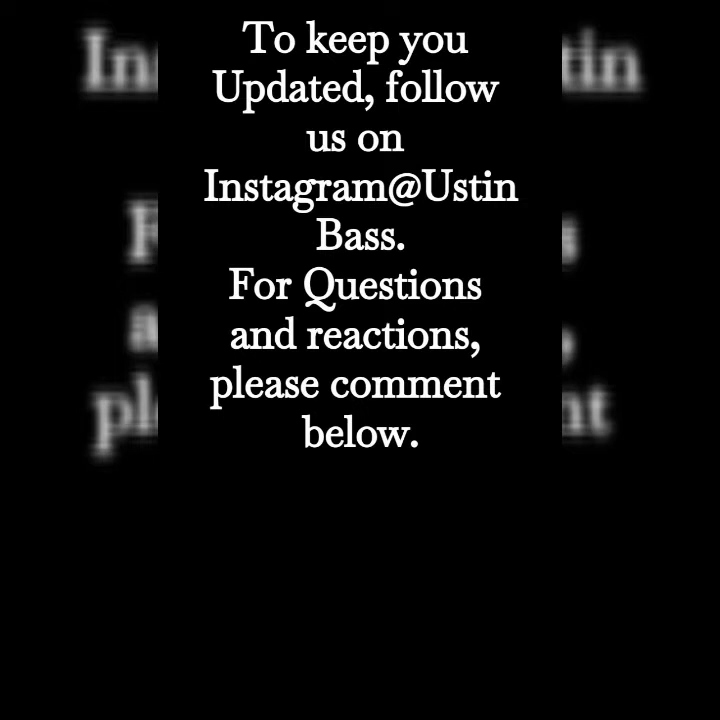 To keep you
Updated, follow
us on
Instagram@Ustin
Bass.
For Questions
and reactions,
please comment
below.